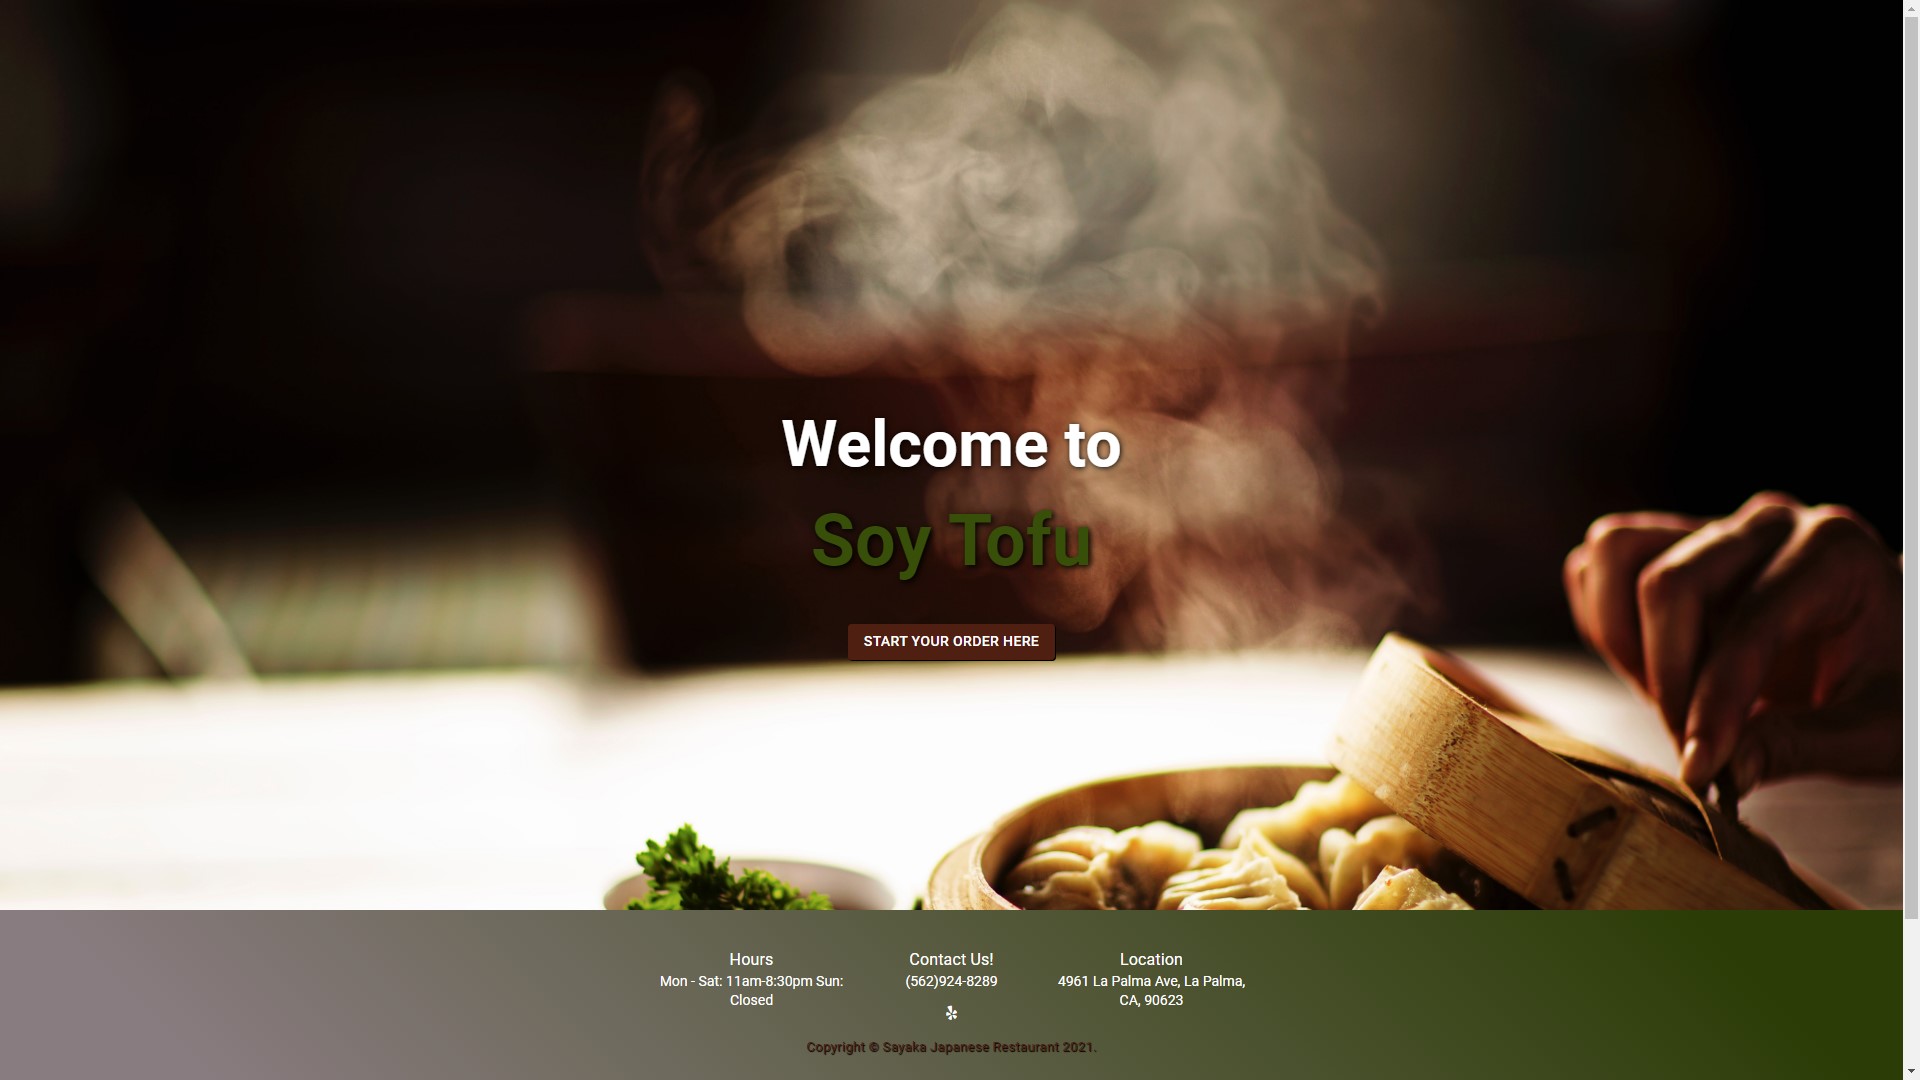 Welcome to
Soy Tofu
START YOUR ORDER HERE
Hours
Mon - Sat: 11am-8:30pm Sun:
Closed
Contact Us!
(562)924-8289
Location
4961 La Palma Ave, La Palma,
CA, 90623
Copyright © Sayaka Japanese Restaurant 2021.